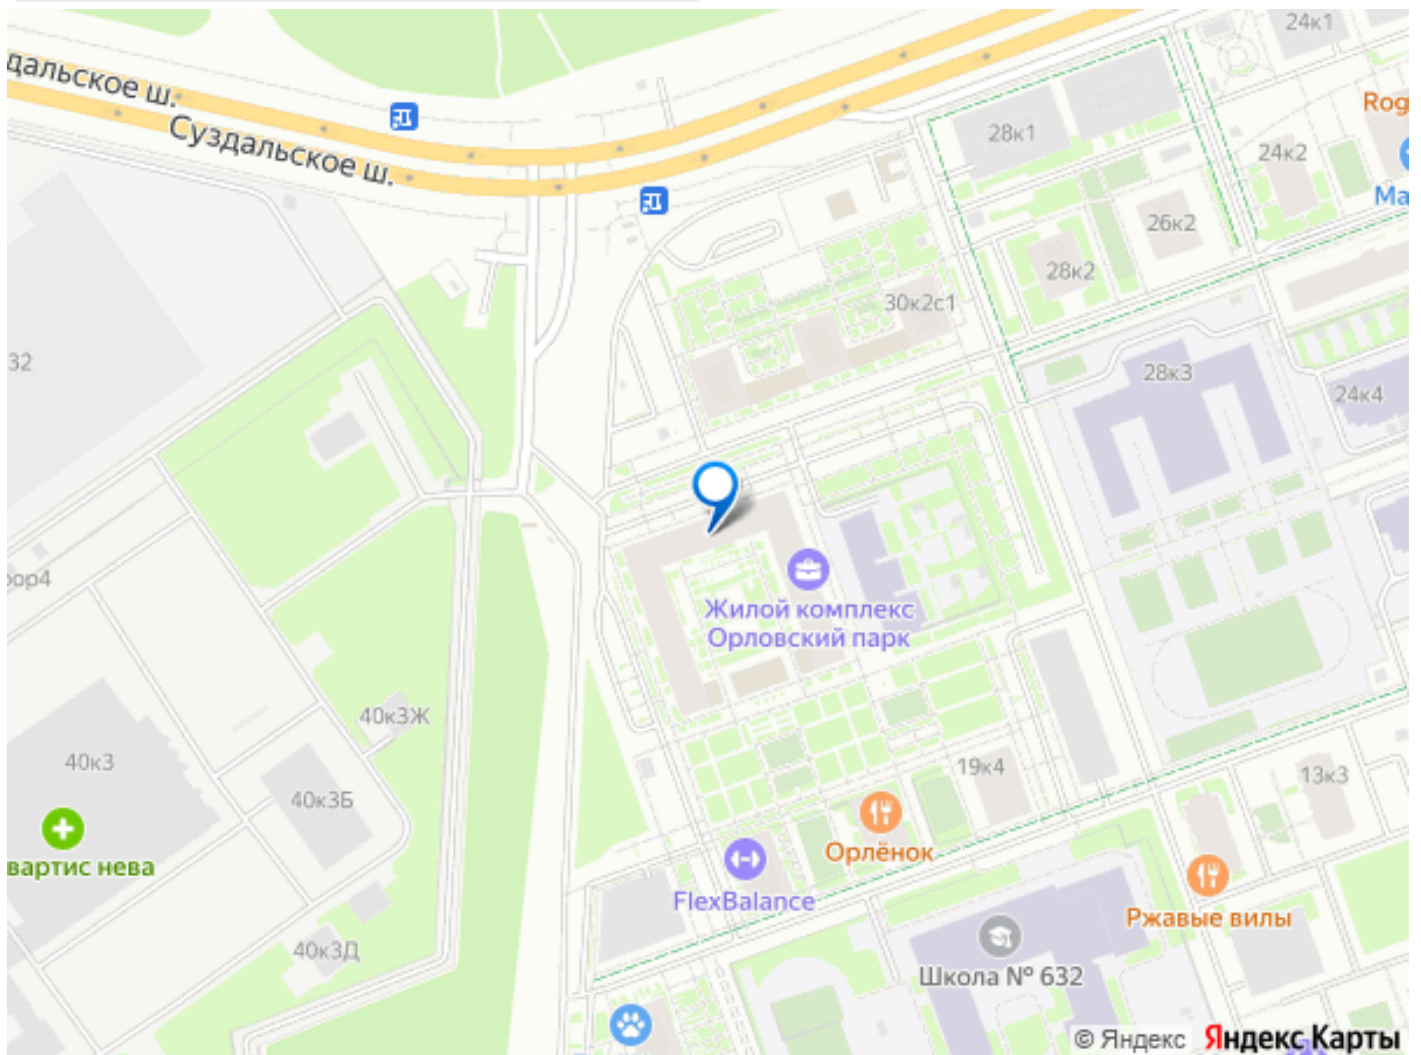 24к1
дальское ш.
Суздальское ш.
Rog
28к1
24к2
Ма
26к2
28к2
30к2с1
32
28к3
24к4
Жилой комплекс
Орловский парк
40к3Ж
40к3
19к4
13к3
40к3Б
Орлёнок
вартис нева
FlexBalance
Ржавые вилы
40к3Д
Школа № 632
© Яндекс Яндекс Карты